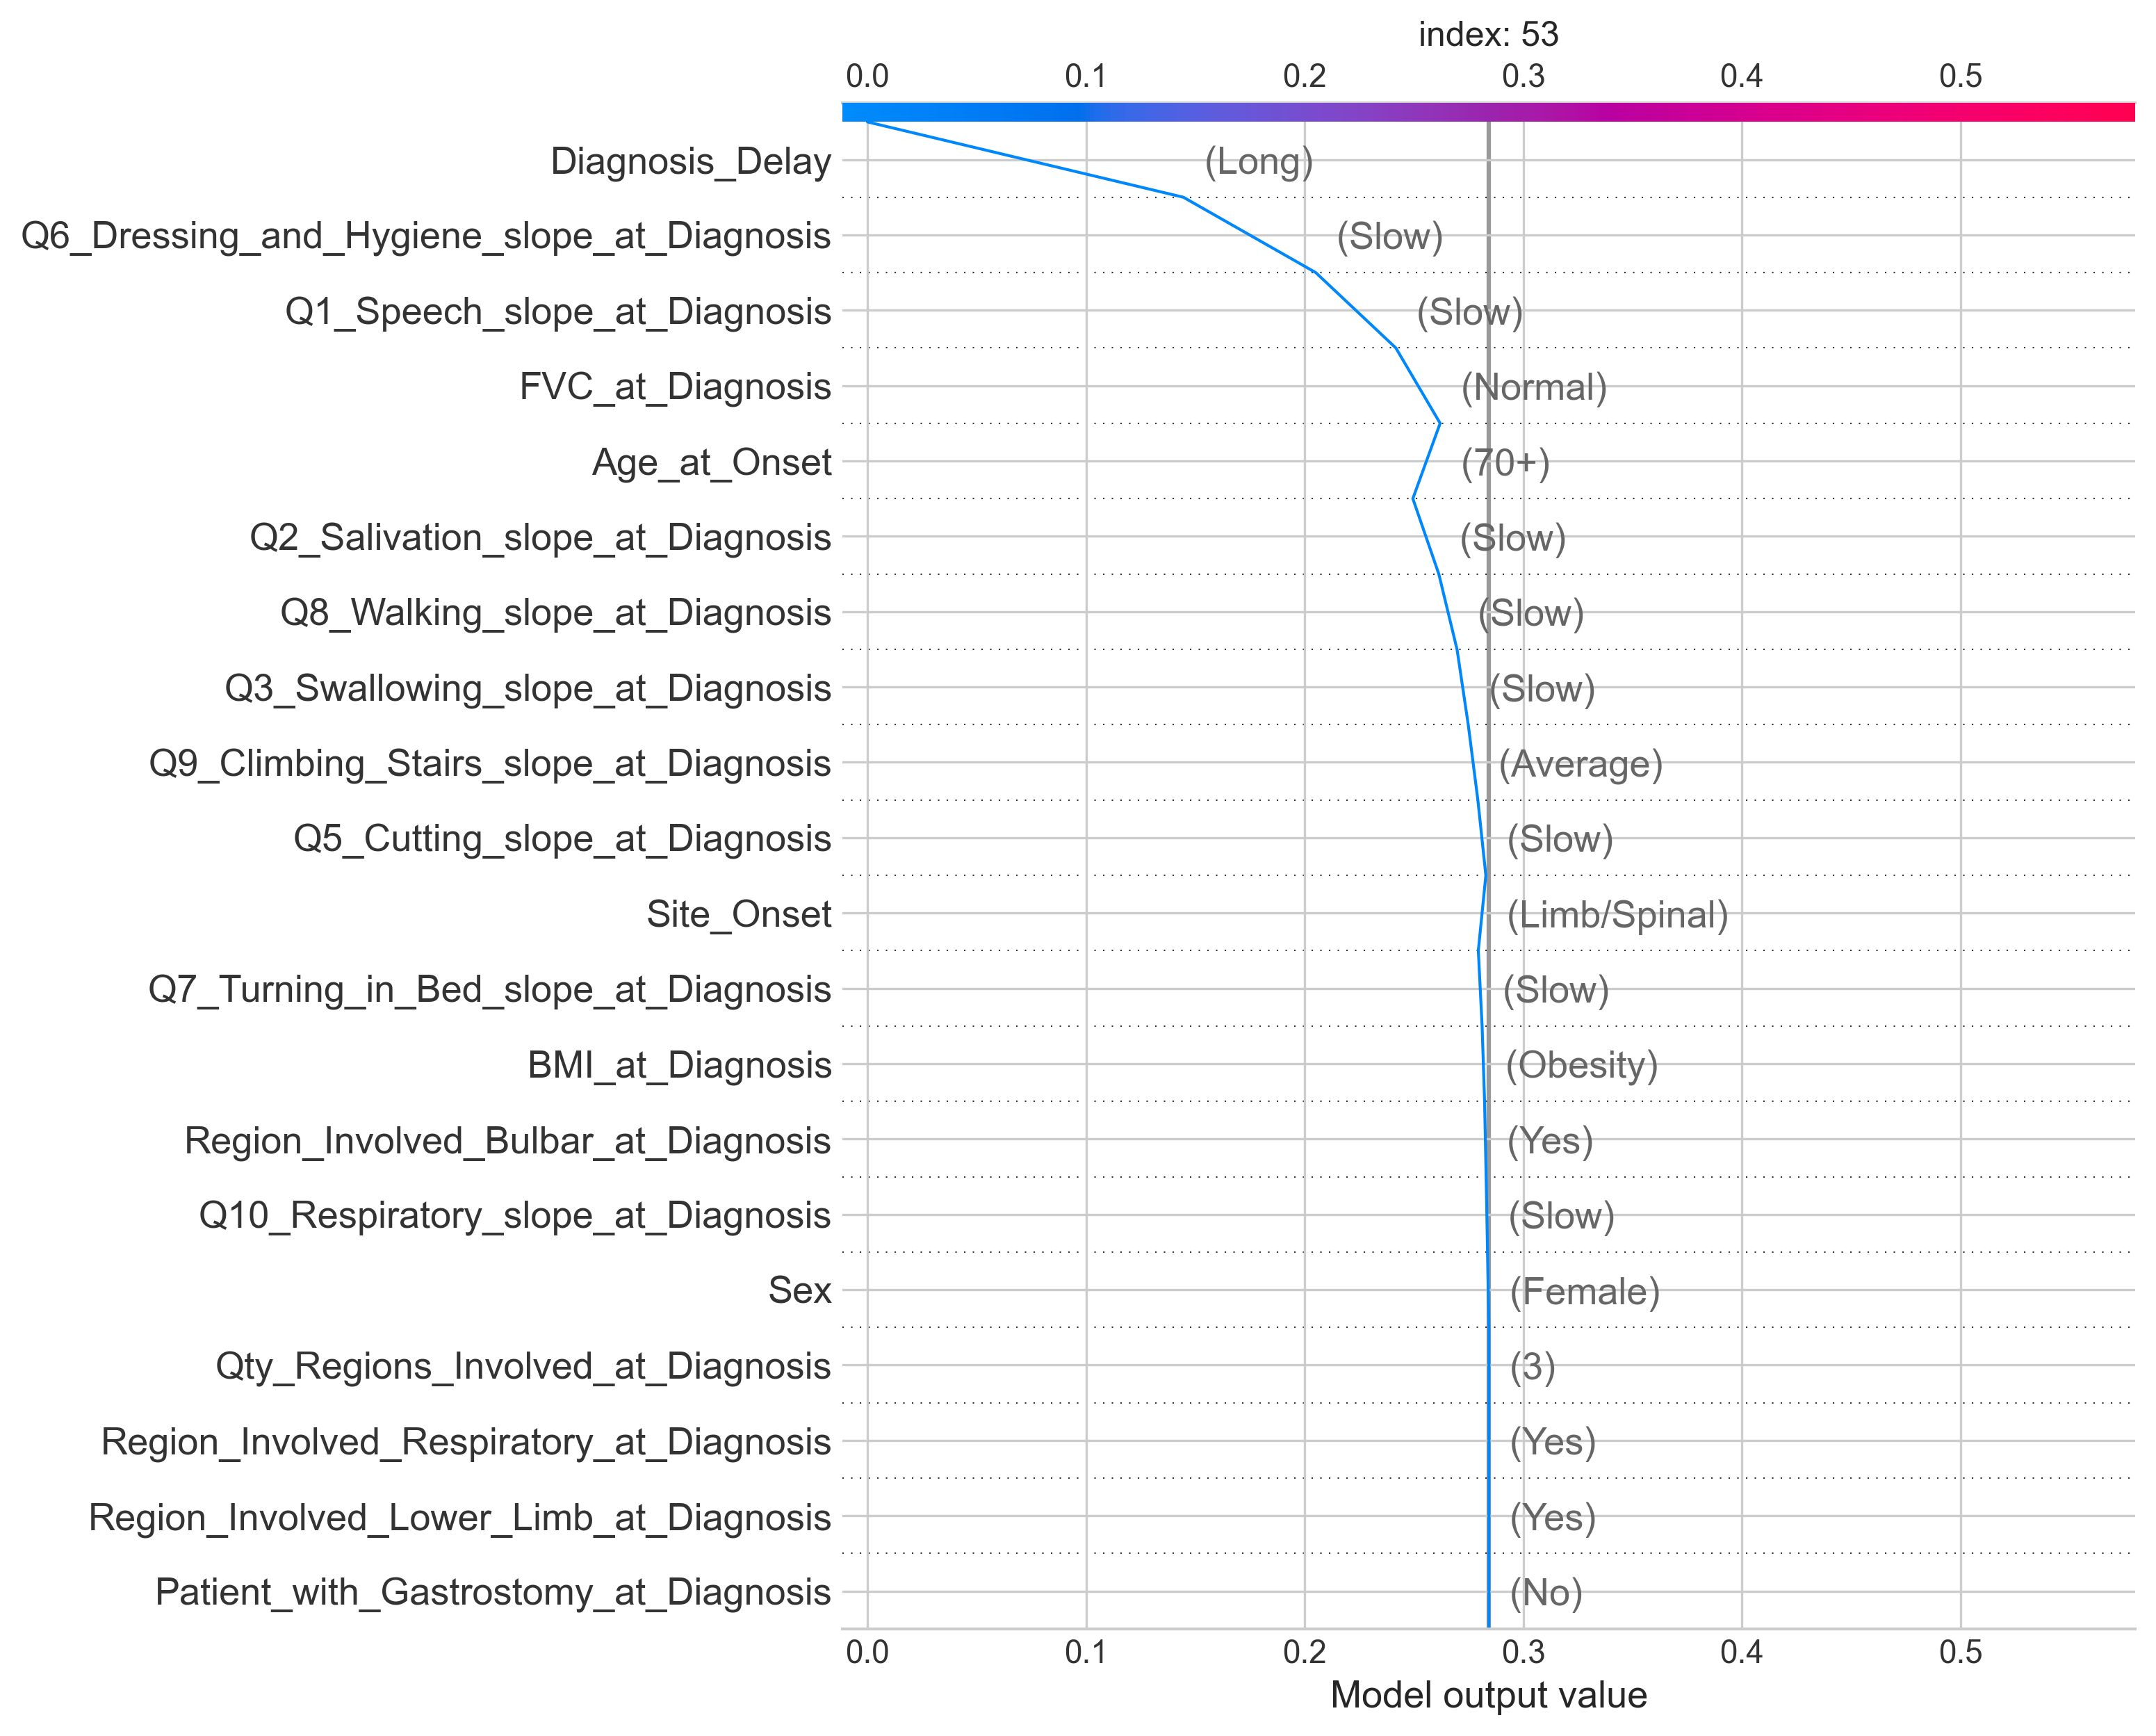 index: 53
0.0 0.1 0.2 0.3 0.4 0.5
Diagnosis_Delay (Long)
Q6_Dressing_and_Hygiene_slope_at_Diagnosis (Slow)
Q1_Speech_slope_at_Diagnosis (Slow)
FVC_at_Diagnosis (Normal)
Age_at_Onset (70+)
Q2_Salivation_slope_at_Diagnosis (Slow)
Q8_Walking_slope_at_Diagnosis (Slow)
Q3_Swallowing_slope_at_Diagnosis (Slow)
Q9_Climbing_Stairs_slope_at_Diagnosis (Average)
Q5_Cutting_slope_at_Diagnosis (Slow)
Site_Onset (Limb/Spinal)
Q7_Turning_in_Bed_slope_at_Diagnosis (Slow)
BMI_at_Diagnosis (Obesity)
Region_Involved_Bulbar_at_Diagnosis (Yes)
Q10_Respiratory_slope_at_Diagnosis (Slow)
Sex (Female)
Qty_Regions_Involved_at_Diagnosis (3)
Region_Involved_Respiratory_at_Diagnosis (Yes)
Region_Involved_Lower_Limb_at_Diagnosis (Yes)
Patient_with_Gastrostomy_at_Diagnosis (No)
0.0 0.1 0.2 0.3 0.4 0.5
Model output value